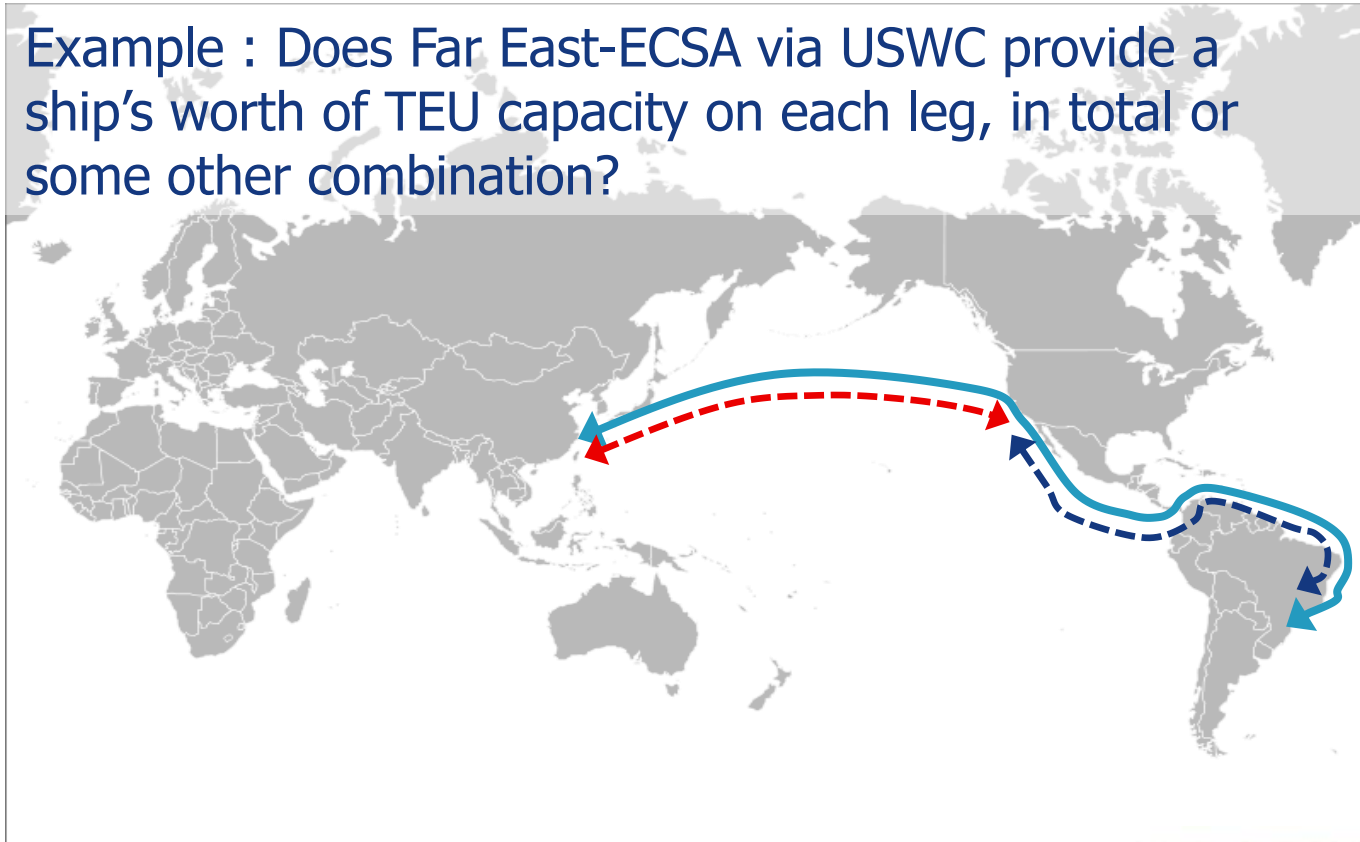 Example : Does Far East-ECSA via USWC provide a
ship’s worth of TEU capacity on each leg, in total or
some other combination?